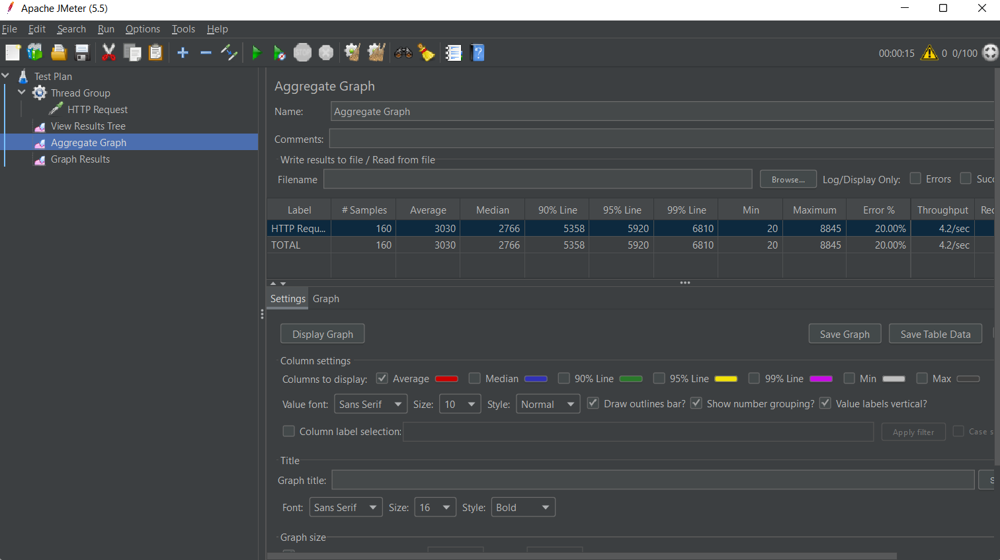 Apache JMeter (5.5)
File Edit Search Run Options Tools Help
STOP
00:00:15 0 0/100
Test Plan
Thread Group
HTTP Request
View Results Tree
Aggregate Graph
Graph Results
Aggregate Graph
Name: Aggregate Graph
Comments:
Write results to file / Read from file
Filename Browse... Log/Display Only: Errors Succ
Label # Samples Average Median 90% Line 95% Line 99% Line Min Maximum Error % Throughput Rec
HTTP Requ... 160 3030 2766 5358 5920 6810 20 8845 20.00% 4.2/sec
TOTAL 160 3030 2766 5358 5920 6810 20 8845 20.00% 4.2/sec
Settings Graph
Display Graph Save Graph Save Table Data
Column settings
Columns to display: Average Median 90% Line 95% Line 99% Line Min Max
Value font: Sans Serif Size: 10 Style: Normal Draw outlines bar? Show number grouping? Value labels vertical?
Column label selection: Apply filter Case s
Title
Graph title: S
Font: Sans Serif Size: 16 Style: Bold
Graph size